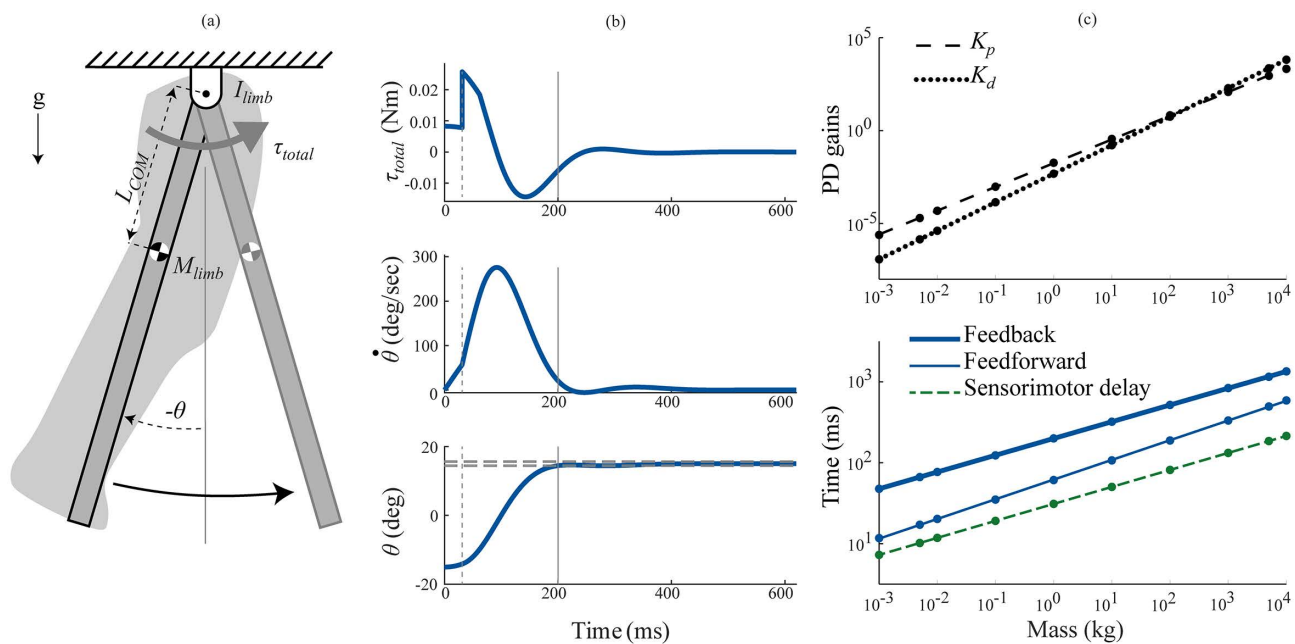 (a)
g
I_limb
τ_total
L_COM
M_limb
-θ
(b)
τ_total (Nm)
0.02
0.01
0
-0.01
0
200
400
600
θ̇ (deg/sec)
300
200
100
0
0
200
400
600
θ (deg)
20
0
-20
0
200
400
600
Time (ms)
(c)
PD gains
10^5
10^0
10^-5
K_p
K_d
10^-3 10^-2 10^-1 10^0 10^1 10^2 10^3 10^4
Time (ms)
10^3
10^2
10^1
Feedback
Feedforward
Sensorimotor delay
10^-3 10^-2 10^-1 10^0 10^1 10^2 10^3 10^4
Mass (kg)